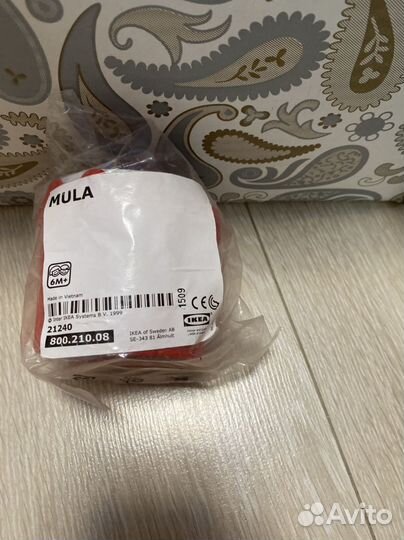 MULA
6M+
Made in Vietnam
© Inter IKEA Systems B.V. 1999
21240
800.210.08
1509
CE
IKEA
IKEA of Sweden AB
SE-343 81 Älmhult
Avito